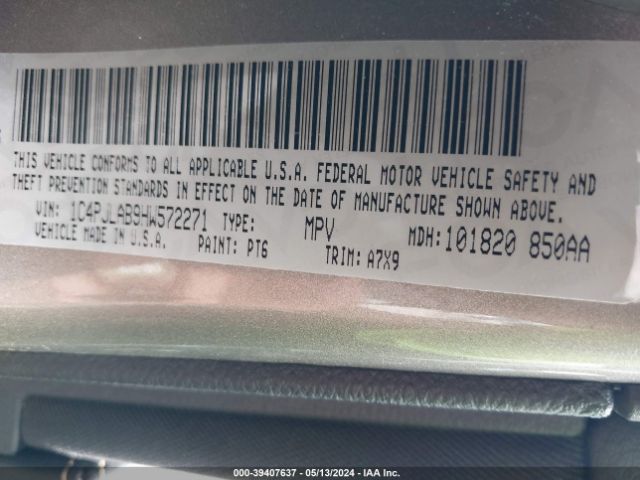 THIS VEHICLE CONFORMS TO ALL APPLICABLE U.S.A. FEDERAL MOTOR VEHICLE SAFETY AND
THEFT PREVENTION STANDARDS IN EFFECT ON THE DATE OF MANUFACTURE SHOWN ABOVE.
VIN: 1C4PJLAB9HW572271 TYPE: MPV MDH: 101820 850AA
VEHICLE MADE IN U.S.A. PAINT: PT6 TRIM: A7X9
000-39407637 - 05/13/2024 - IAA Inc.